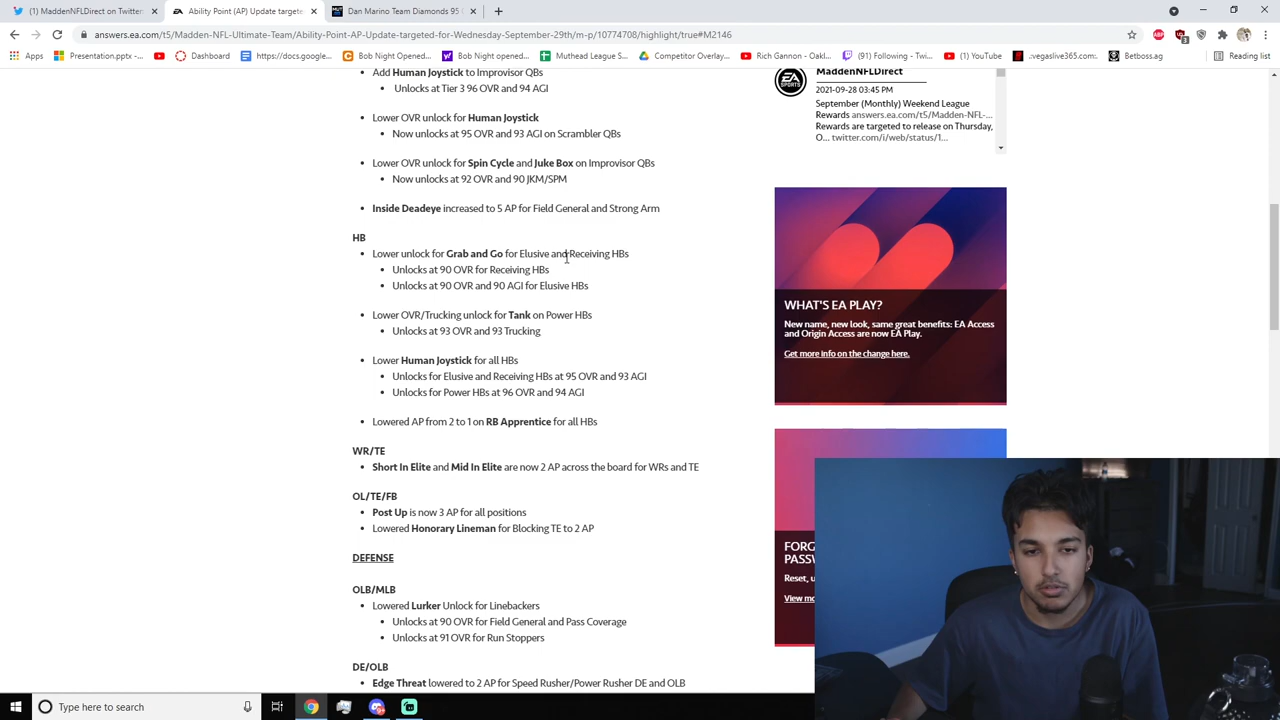 (1) MaddenNFLDirect on Twitter:
Ability Point (AP) Update targete
Dan Marino Team Diamonds 95
answers.ea.com/t5/Madden-NFL-Ultimate-Team/Ability-Point-AP-Update-targeted-for-Wednesday-September-29th/m-p/10774708/highlight/true#M2146
Apps
Presentation.pptx -...
Dashboard
https://docs.google...
Bob Night Opened...
Bob Night Opened...
Muthead League S...
Competitor Overlay...
Rich Gannon - Oakl...
(91) Following - Twi...
(1) YouTube
.:vegaslive365.com:.
Betboss.ag
Reading list
Add Human Joystick to Improvisor QBs
Unlocks at Tier 3 96 OVR and 94 AGI
Lower OVR unlock for Human Joystick
Now unlocks at 95 OVR and 93 AGI on Scrambler QBs
Lower OVR unlock for Spin Cycle and Juke Box on Improvisor QBs
Now unlocks at 92 OVR and 90 JKM/SPM
Inside Deadeye increased to 5 AP for Field General and Strong Arm
HB
Lower unlock for Grab and Go for Elusive and Receiving HBs
Unlocks at 90 OVR for Receiving HBs
Unlocks at 90 OVR and 90 AGI for Elusive HBs
Lower OVR/Trucking unlock for Tank on Power HBs
Unlocks at 93 OVR and 93 Trucking
Lower Human Joystick for all HBs
Unlocks for Elusive and Receiving HBs at 95 OVR and 93 AGI
Unlocks for Power HBs at 96 OVR and 94 AGI
Lowered AP from 2 to 1 on RB Apprentice for all HBs
WR/TE
Short In Elite and Mid In Elite are now 2 AP across the board for WRs and TE
OL/TE/FB
Post Up is now 3 AP for all positions
Lowered Honorary Lineman for Blocking TE to 2 AP
DEFENSE
OLB/MLB
Lowered Lurker Unlock for Linebackers
Unlocks at 90 OVR for Field General and Pass Coverage
Unlocks at 91 OVR for Run Stoppers
DE/OLB
Edge Threat lowered to 2 AP for Speed Rusher/Power Rusher DE and OLB
EA SPORTS
MaddenNFLDirect
2021-09-28 03:45 PM
September (Monthly) Weekend League
Rewards answers.ea.com/t5/Madden-NFL-...
Rewards are targeted to release on Thursday,
O... twitter.com/i/web/status/1...
WHAT'S EA PLAY?
New name, new look, same great benefits: EA Access
and Origin Access are now EA Play.
Get more info on the change here.
FORG
PASSW
Reset, u
View mo
Type here to search